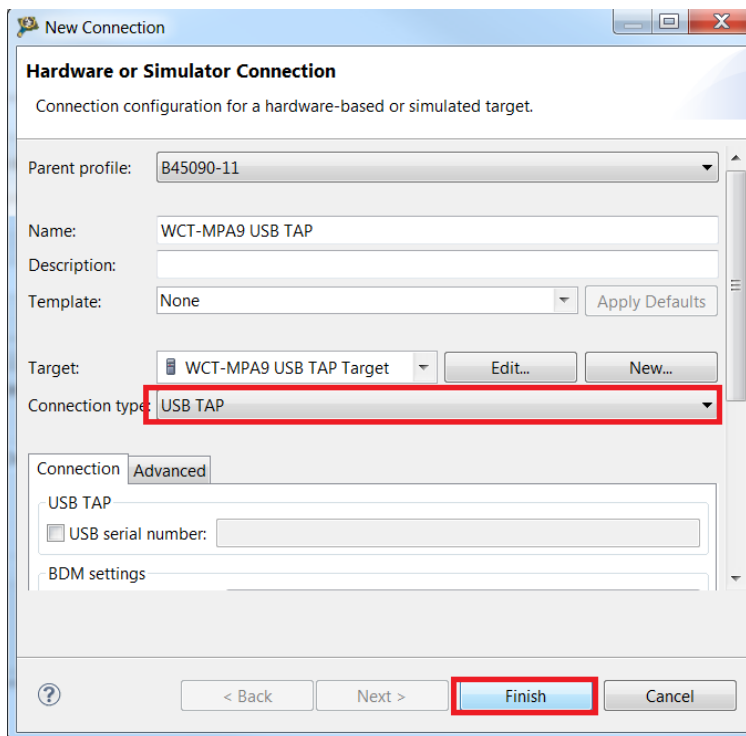 New Connection
Hardware or Simulator Connection
Connection configuration for a hardware-based or simulated target.
Parent profile: B45090-11
Name: WCT-MPA9 USB TAP
Description:
Template: None Apply Defaults
Target: WCT-MPA9 USB TAP Target Edit... New...
Connection type: USB TAP
Connection Advanced
USB TAP
USB serial number:
BDM settings
? < Back Next > Finish Cancel